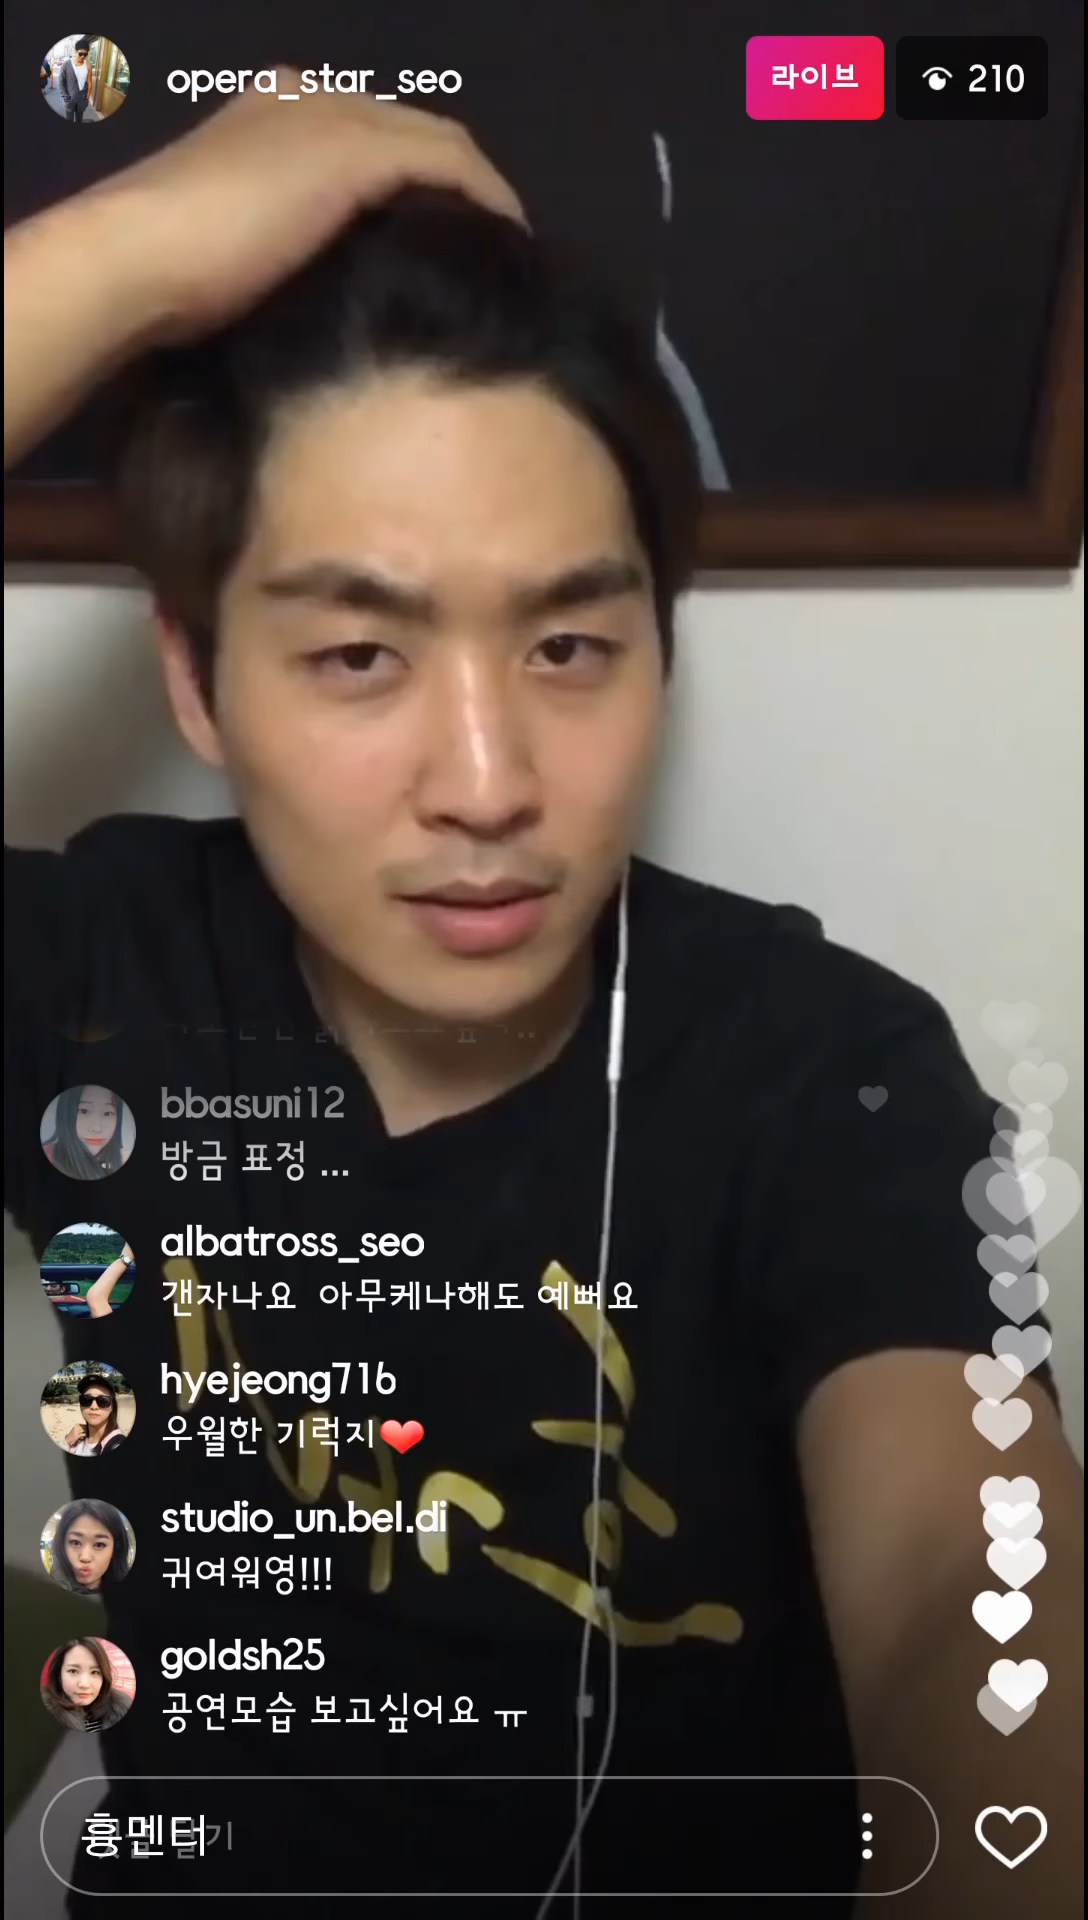 opera_star_seo
라이브
210
bbasuni12
방금 표정 ...
albatross_seo
갠자나요 아무케나해도 예뻐요
hyejeong716
우월한 기럭지❤
studio_un.bel.di
귀여워영!!!
goldsh25
공연모습 보고싶어요 ㅠ
흉멘터